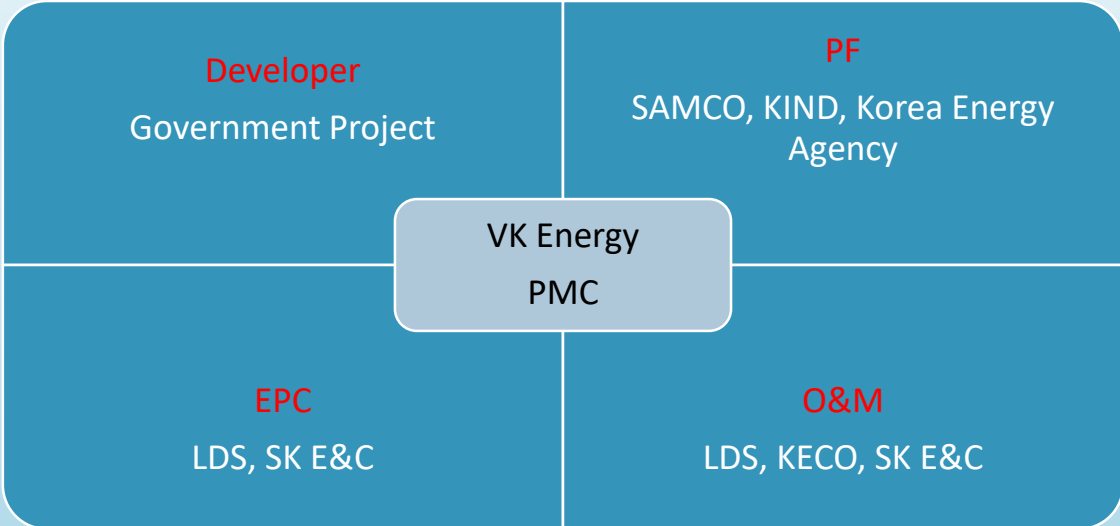 Developer
Government Project
PF
SAMCO, KIND, Korea Energy
Agency
VK Energy
PMC
EPC
LDS, SK E&C
O&M
LDS, KECO, SK E&C